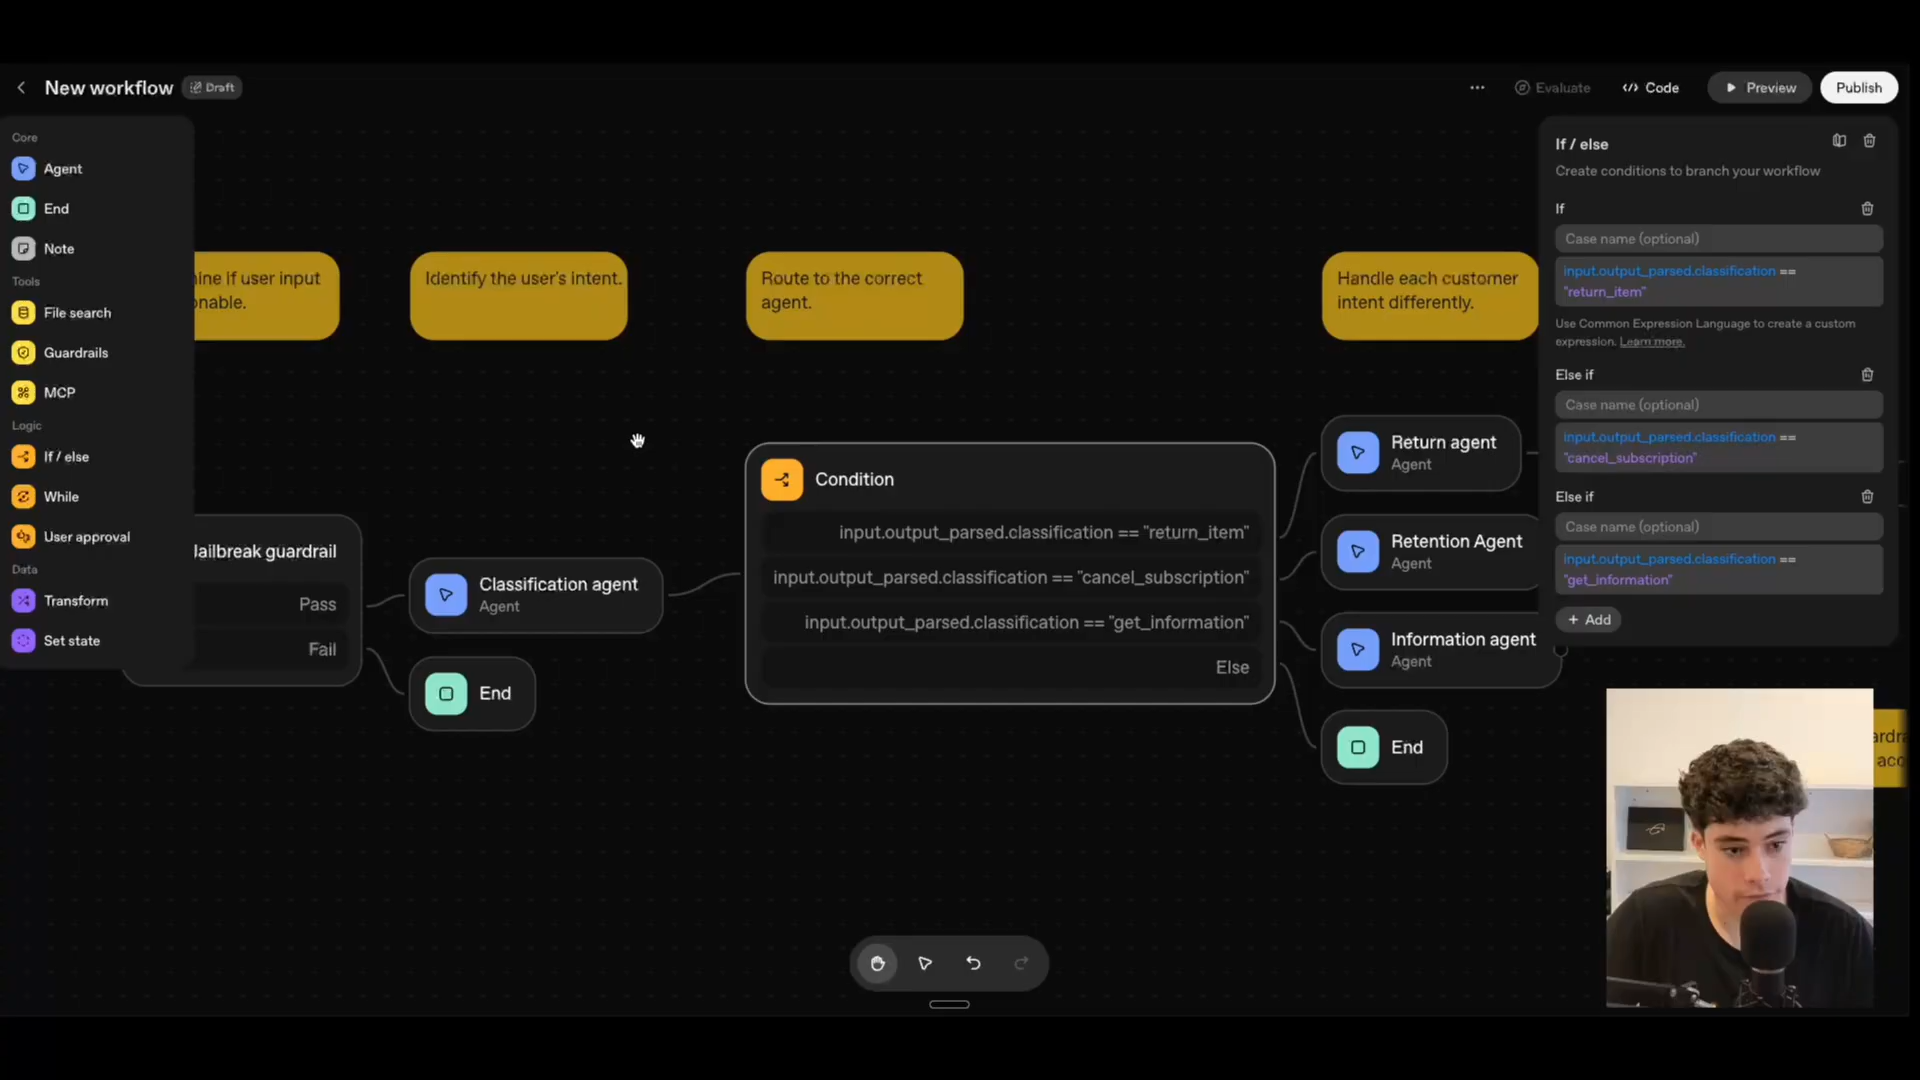 New workflow
Draft
Evaluate
Code
Preview
Publish
Core
Agent
End
Note
Tools
File search
Guardrails
MCP
Logic
If / else
While
User approval
Data
Transform
Set state
if user input
Identify the user's intent.
Route to the correct
agent.
Handle each customer
intent differently.
Jailbreak guardrail
Pass
Fail
Classification agent
Agent
End
Condition
input.output_parsed.classification == "return_item"
input.output_parsed.classification == "cancel_subscription"
input.output_parsed.classification == "get_information"
Else
Return agent
Agent
Retention Agent
Agent
Information agent
Agent
End
If / else
Create conditions to branch your workflow
If
Case name (optional)
input.output_parsed.classification ==
"return_item"
Use Common Expression Language to create a custom
expression. Learn more.
Else if
Case name (optional)
input.output_parsed.classification ==
"cancel_subscription"
Else if
Case name (optional)
input.output_parsed.classification ==
"get_information"
+ Add